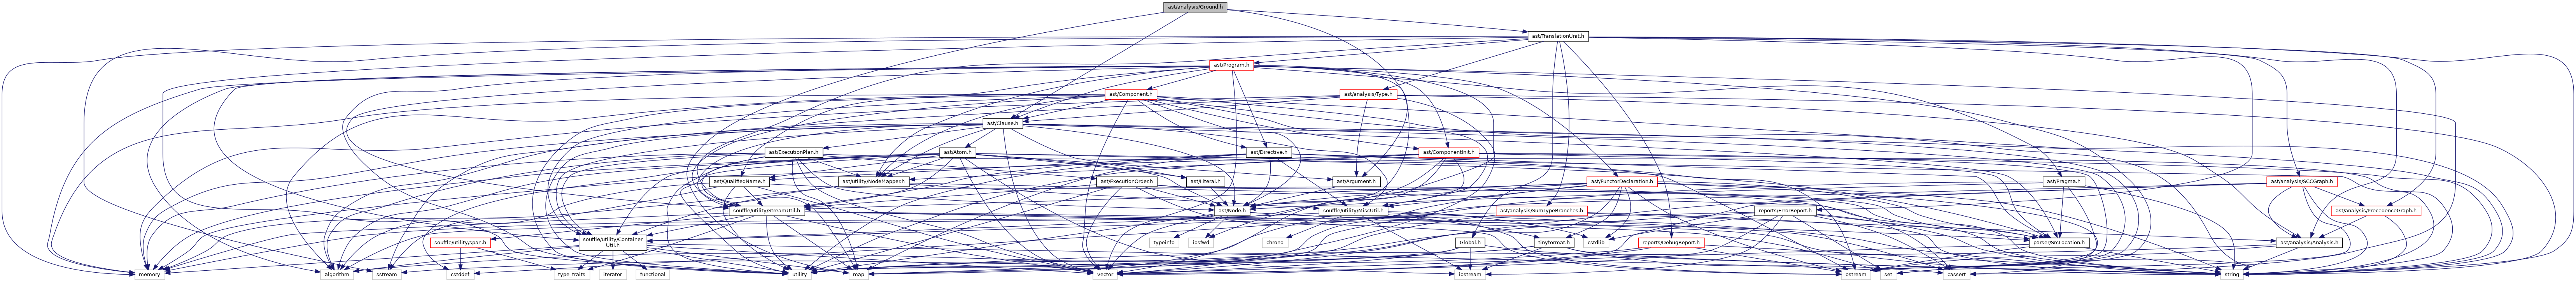 ast/analysis/Ground.h
ast/TranslationUnit.h
ast/Program.h
ast/Component.h
ast/analysis/Type.h
ast/Clause.h
ast/ExecutionPlan.h
ast/Atom.h
ast/Directive.h
ast/ComponentInit.h
ast/QualifiedName.h
ast/utility/NodeMapper.h
ast/ExecutionOrder.h
ast/Literal.h
ast/Argument.h
ast/FunctorDeclaration.h
ast/Pragma.h
ast/analysis/SCCGraph.h
souffle/utility/StreamUtil.h
ast/Node.h
souffle/utility/MiscUtil.h
ast/analysis/SumTypeBranches.h
reports/ErrorReport.h
ast/analysis/PrecedenceGraph.h
souffle/utility/span.h
souffle/utility/Container
Util.h
typeinfo
iosfwd
chrono
cstdlib
Global.h
tinyformat.h
reports/DebugReport.h
parser/SrcLocation.h
ast/analysis/Analysis.h
memory
algorithm
sstream
cstddef
type_traits
iterator
functional
utility
map
vector
iostream
ostream
set
cassert
string